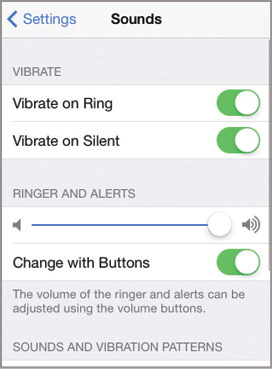 Settings
Sounds
VIBRATE
Vibrate on Ring
Vibrate on Silent
RINGER AND ALERTS
Change with Buttons
The volume of the ringer and alerts can be
adjusted using the volume buttons.
SOUNDS AND VIBRATION PATTERNS